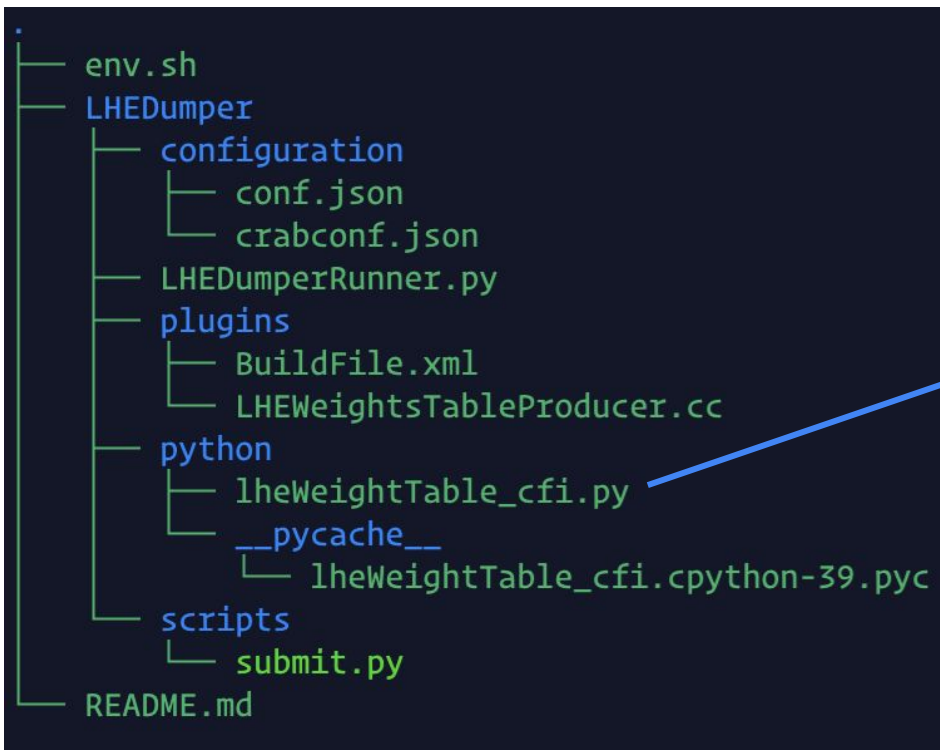 .
├── env.sh
├── LHEDumper
│   ├── configuration
│   │   ├── conf.json
│   │   └── crabconf.json
│   ├── LHEDumperRunner.py
│   ├── plugins
│   │   ├── BuildFile.xml
│   │   └── LHEWeightsTableProducer.cc
│   ├── python
│   │   ├── lheWeightTable_cfi.py
│   │   └── __pycache__
│   │       └── lheWeightTable_cfi.cpython-39.pyc
│   └── scripts
│       └── submit.py
└── README.md